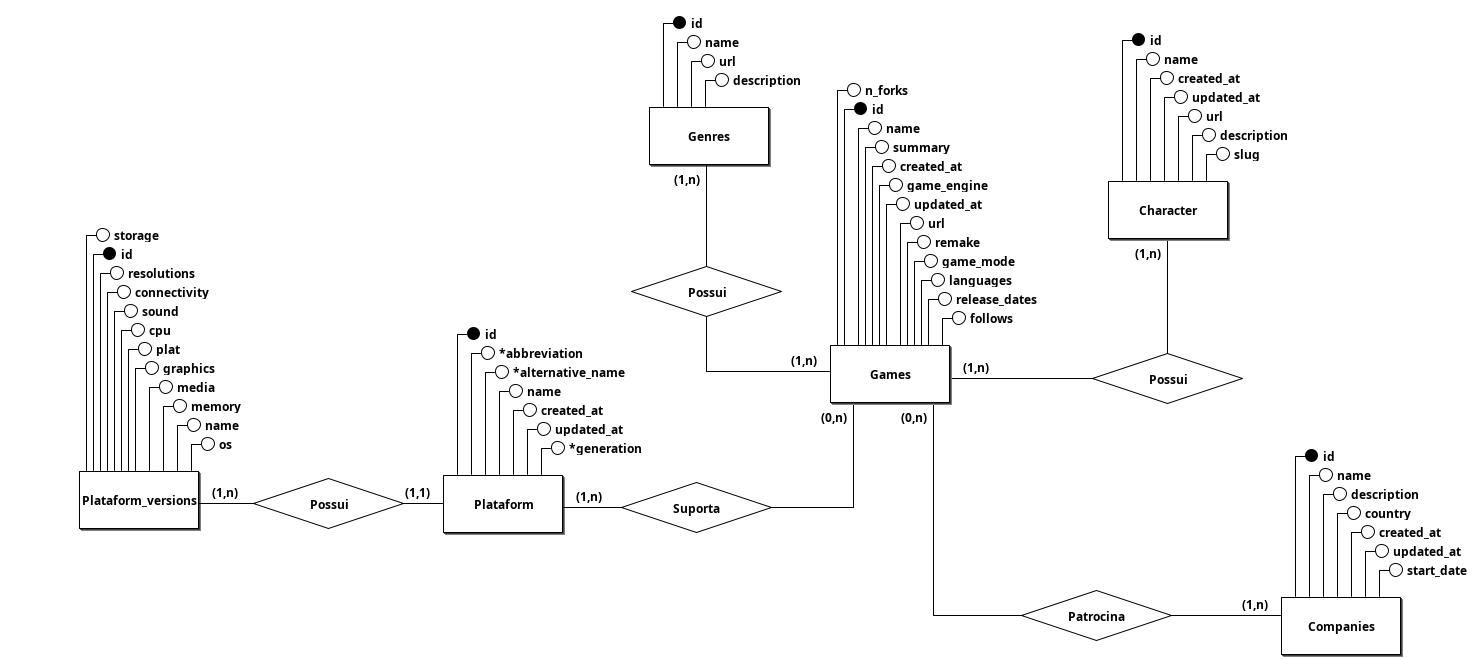 id
name
url
description
Genres
(1,n)
Possui
(1,n)
n_forks
id
name
summary
created_at
game_engine
updated_at
url
remake
game_mode
languages
release_dates
follows
Games
(1,n)
(0,n)
(0,n)
id
name
created_at
updated_at
url
description
slug
Character
(1,n)
Possui
storage
id
resolutions
connectivity
sound
cpu
plat
graphics
media
memory
name
os
Plataform_versions
(1,n)
Possui
(1,1)
id
*abbreviation
*alternative_name
name
created_at
updated_at
*generation
Plataform
(1,n)
Suporta
Patrocina
(1,n)
id
name
description
country
created_at
updated_at
start_date
Companies